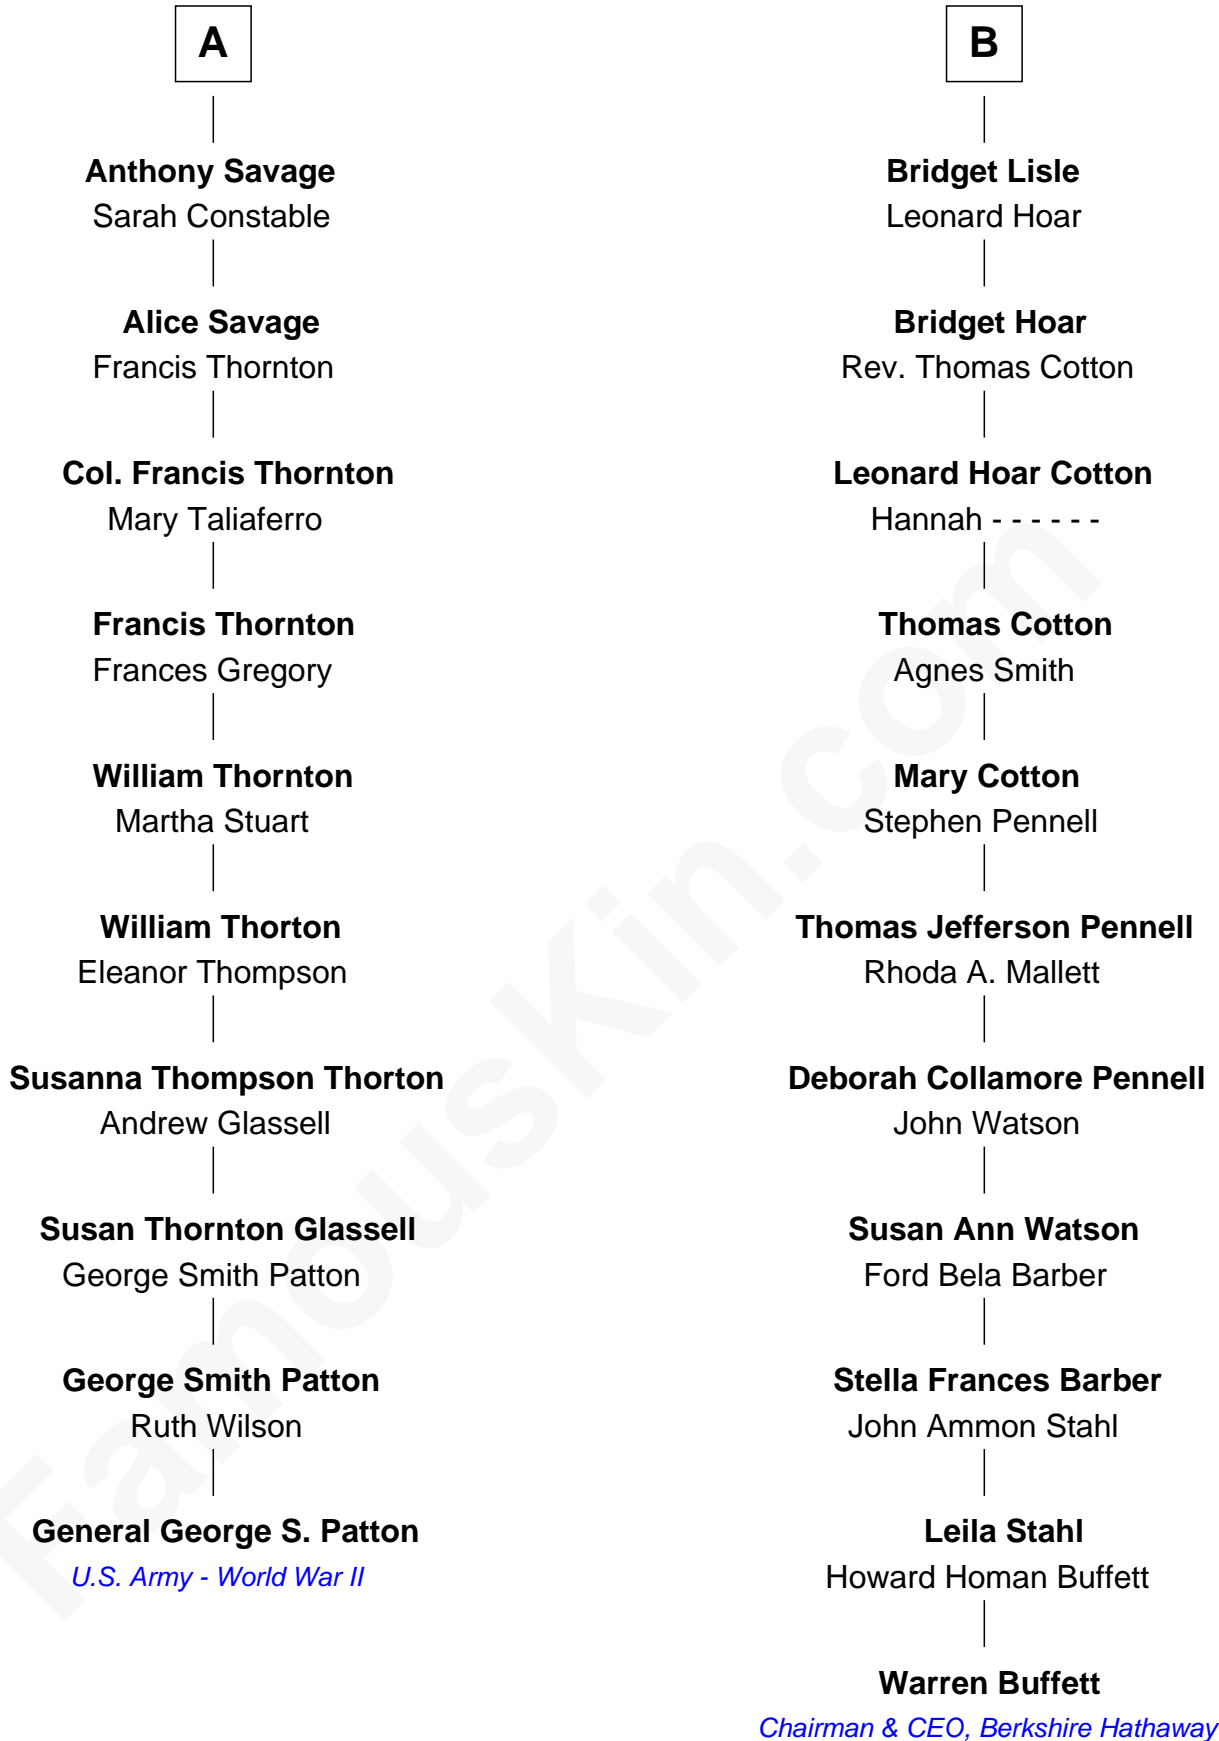 A
Anthony Savage
Sarah Constable
Alice Savage
Francis Thornton
Col. Francis Thornton
Mary Taliaferro
Francis Thornton
Frances Gregory
William Thornton
Martha Stuart
William Thorton
Eleanor Thompson
Susanna Thompson Thorton
Andrew Glassell
Susan Thornton Glassell
George Smith Patton
George Smith Patton
Ruth Wilson
General George S. Patton
U.S. Army - World War II
B
Bridget Lisle
Leonard Hoar
Bridget Hoar
Rev. Thomas Cotton
Leonard Hoar Cotton
Hannah - - - - - -
Thomas Cotton
Agnes Smith
Mary Cotton
Stephen Pennell
Thomas Jefferson Pennell
Rhoda A. Mallett
Deborah Collamore Pennell
John Watson
Susan Ann Watson
Ford Bela Barber
Stella Frances Barber
John Ammon Stahl
Leila Stahl
Howard Homan Buffett
Warren Buffett
Chairman & CEO, Berkshire Hathaway
FamousKin.com